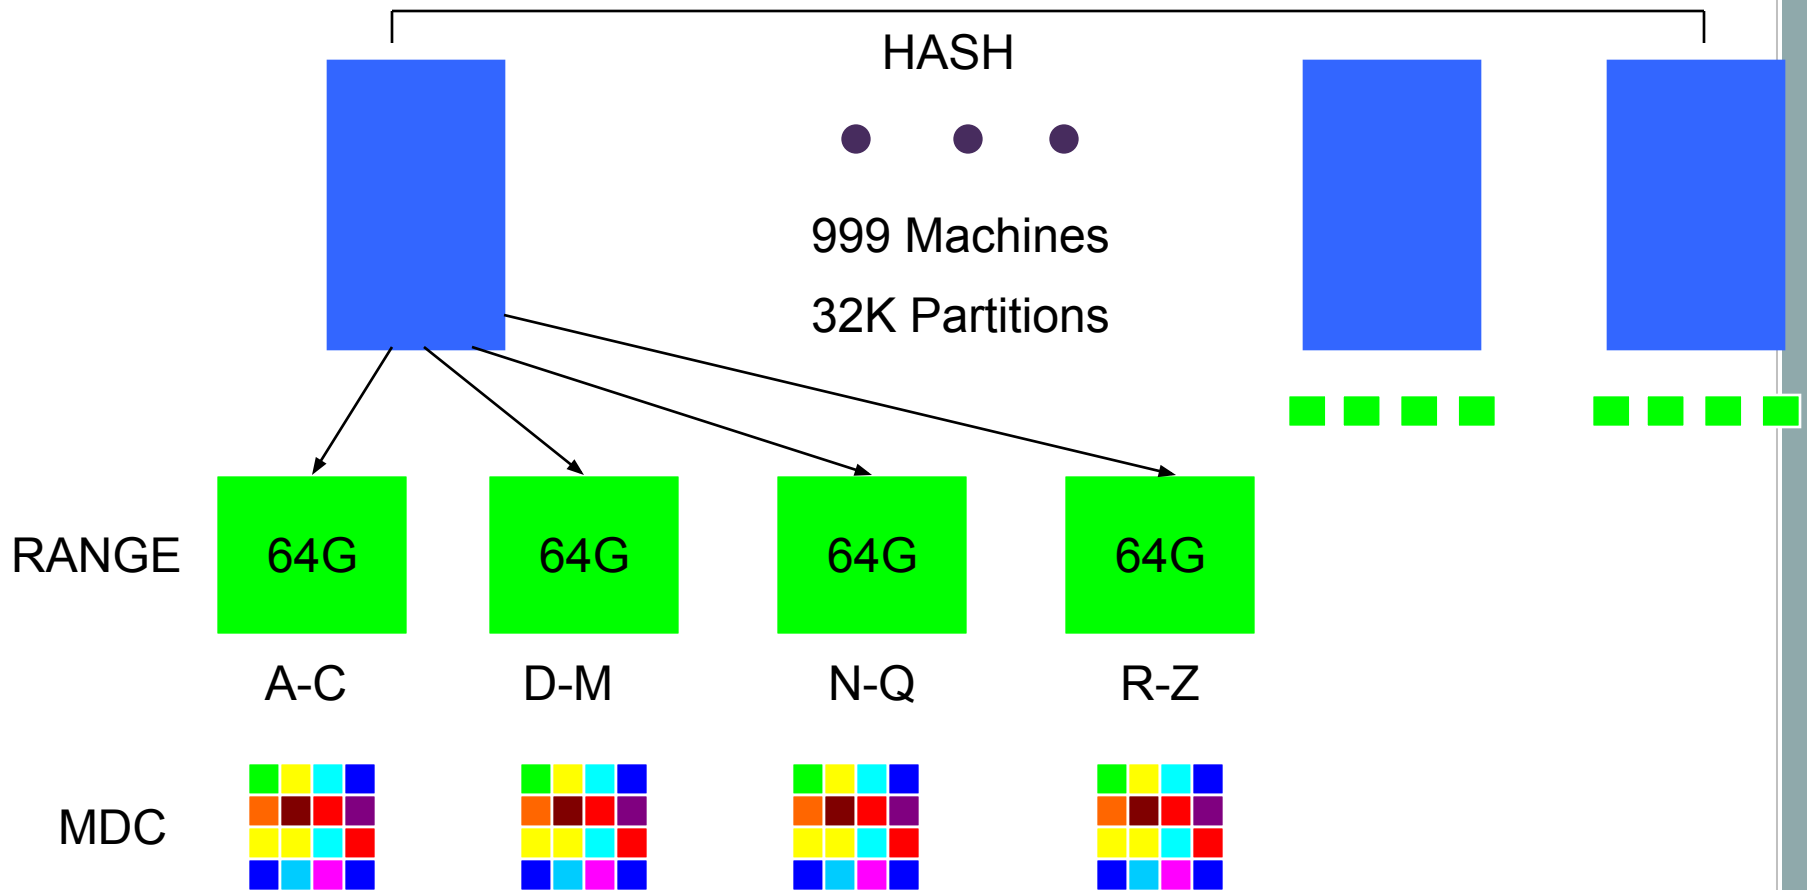 HASH
999 Machines
32K Partitions
RANGE 64G 64G 64G 64G
A-C D-M N-Q R-Z
MDC